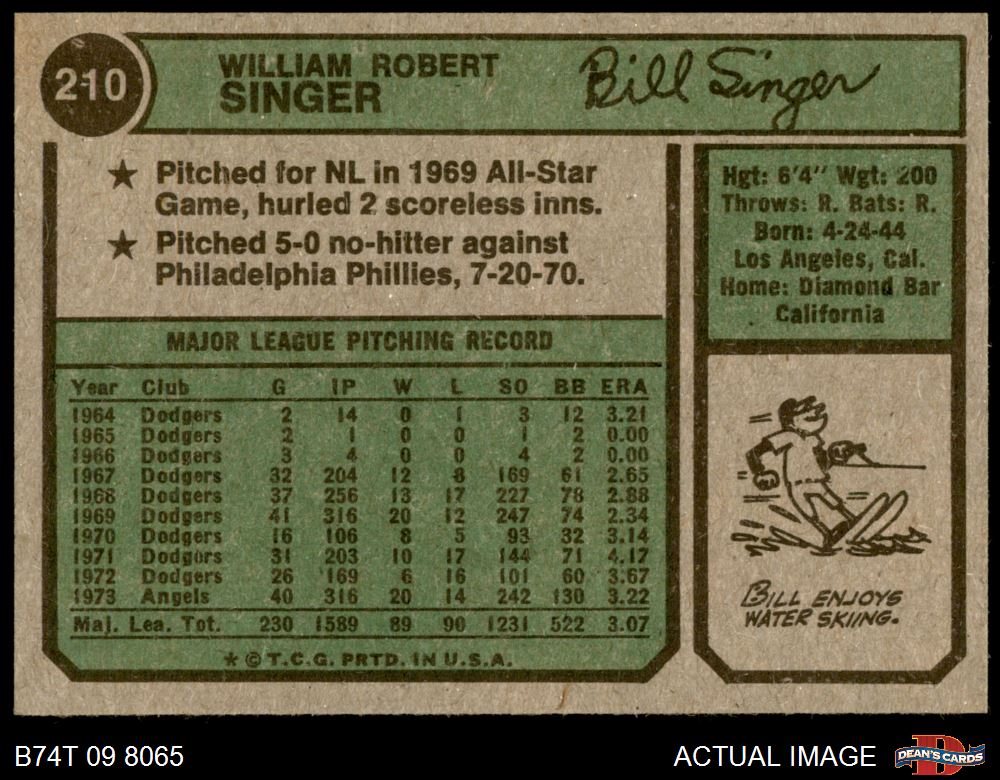 210
WILLIAM ROBERT
SINGER
Bill Singer
★ Pitched for NL in 1969 All-Star
Game, hurled 2 scoreless inns.
★ Pitched 5-0 no-hitter against
Philadelphia Phillies, 7-20-70.
Hgt: 6'4" Wgt: 200
Throws: R. Bats: R.
Born: 4-24-44
Los Angeles, Cal.
Home: Diamond Bar
California
MAJOR LEAGUE PITCHING RECORD
Year Club G IP W L SO BB ERA
1964 Dodgers 2 14 0 1 3 12 3.21
1965 Dodgers 2 1 0 0 1 2 0.00
1966 Dodgers 3 4 0 0 4 2 0.00
1967 Dodgers 32 204 12 8 169 61 2.65
1968 Dodgers 37 256 13 17 227 78 2.88
1969 Dodgers 41 316 20 12 247 74 2.34
1970 Dodgers 16 106 8 5 93 32 3.14
1971 Dodgers 31 203 10 17 144 71 4.17
1972 Dodgers 26 169 6 16 101 60 3.67
1973 Angels 40 316 20 14 242 130 3.22
Maj. Lea. Tot. 230 1589 89 90 1231 522 3.07
★ © T.C.G. PRTD. IN U.S.A.
BILL ENJOYS
WATER SKIING.
B74T 09 8065
ACTUAL IMAGE
D
DEAN'S CARDS